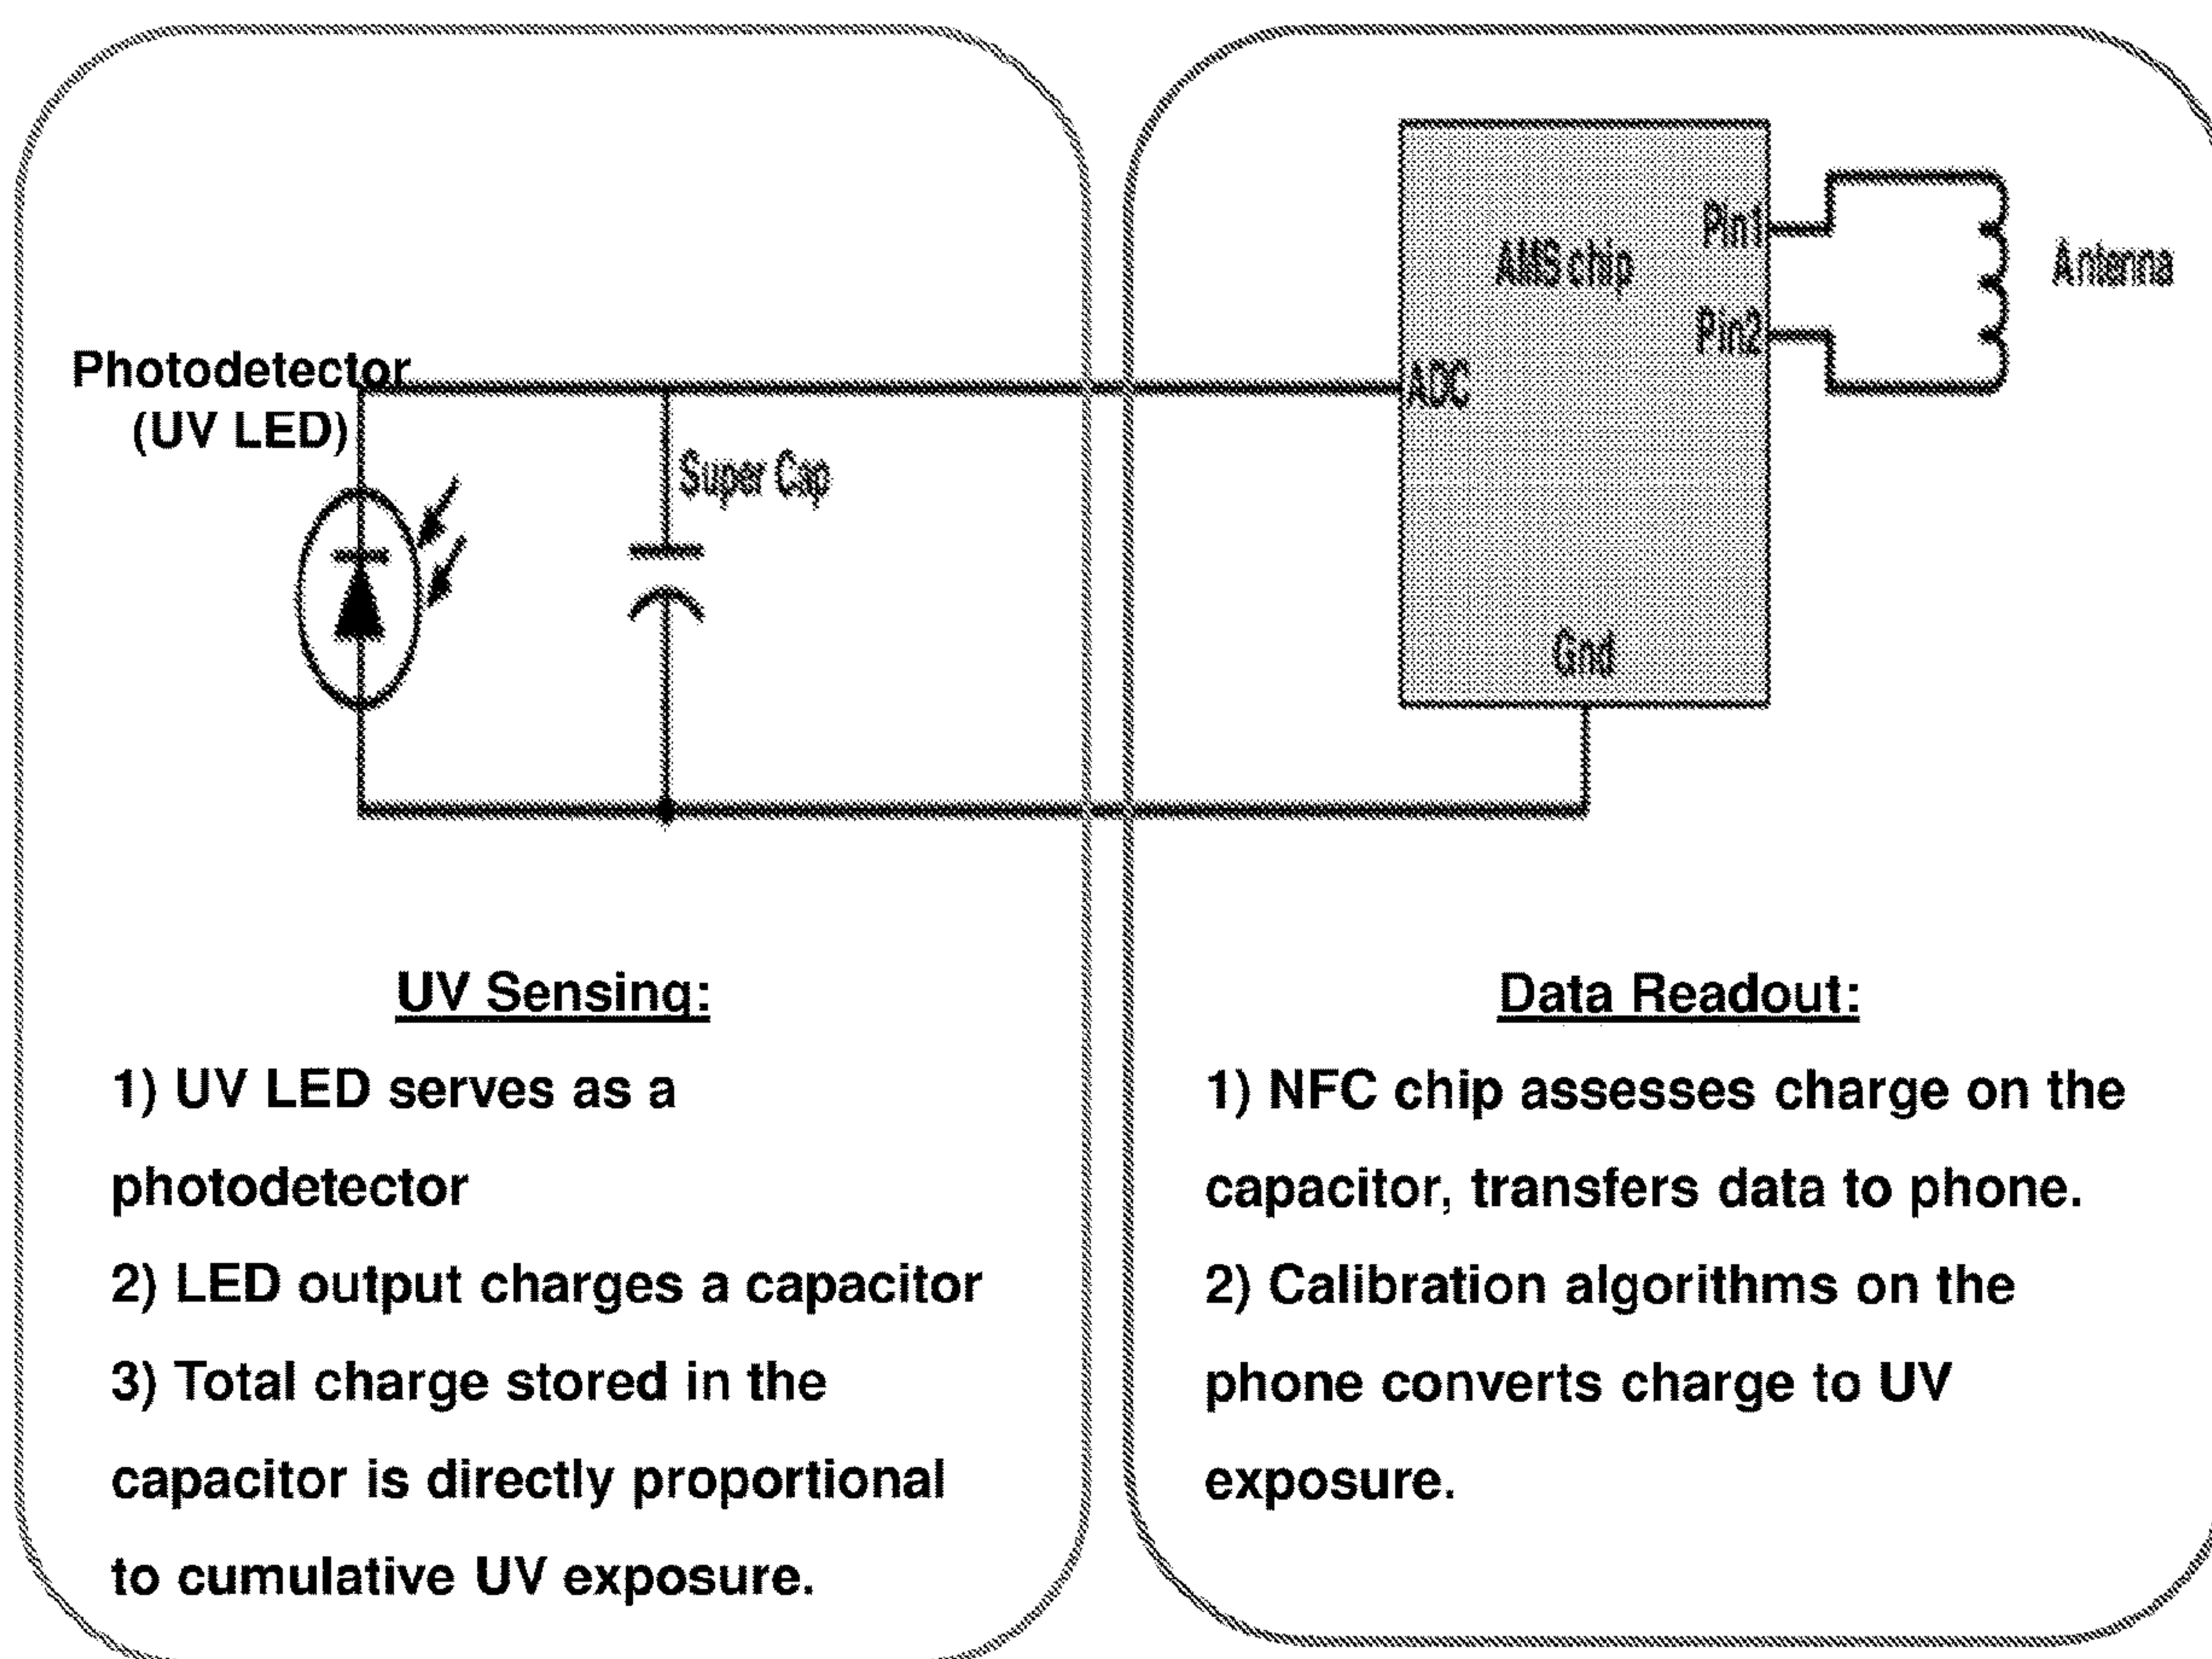 Photodetector
(UV LED)
Super Cap
ADC
AMS chip
Pin1
Pin2
Gnd
Antenna
UV Sensing:
1) UV LED serves as a
photodetector
2) LED output charges a capacitor
3) Total charge stored in the
capacitor is directly proportional
to cumulative UV exposure.
Data Readout:
1) NFC chip assesses charge on the
capacitor, transfers data to phone.
2) Calibration algorithms on the
phone converts charge to UV
exposure.